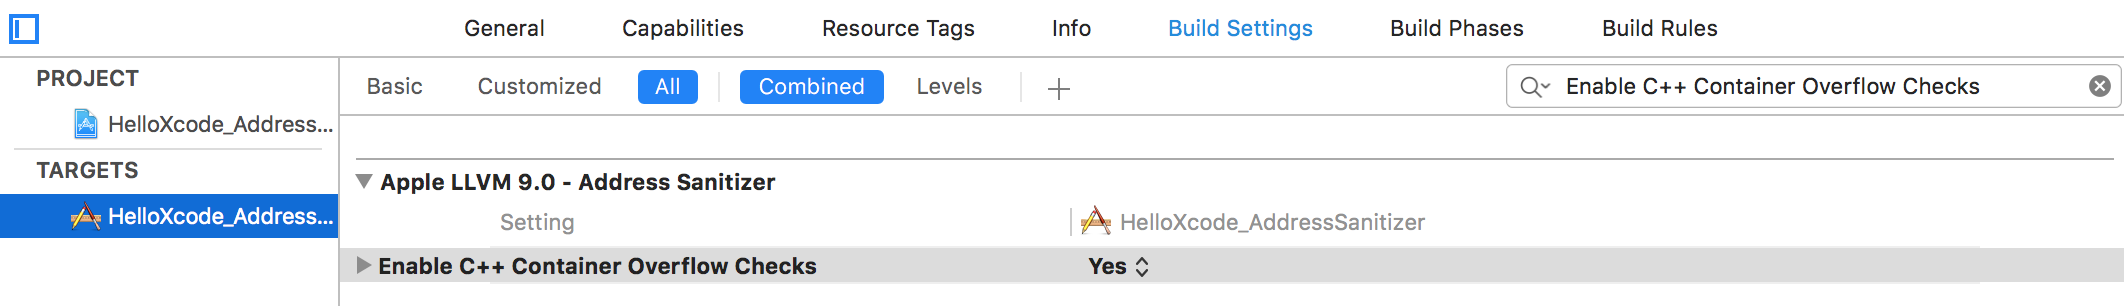 General Capabilities Resource Tags Info Build Settings Build Phases Build Rules
PROJECT
HelloXcode_Address...
TARGETS
HelloXcode_Address...
Basic Customized All Combined Levels + Enable C++ Container Overflow Checks
Apple LLVM 9.0 - Address Sanitizer
Setting HelloXcode_AddressSanitizer
Enable C++ Container Overflow Checks Yes